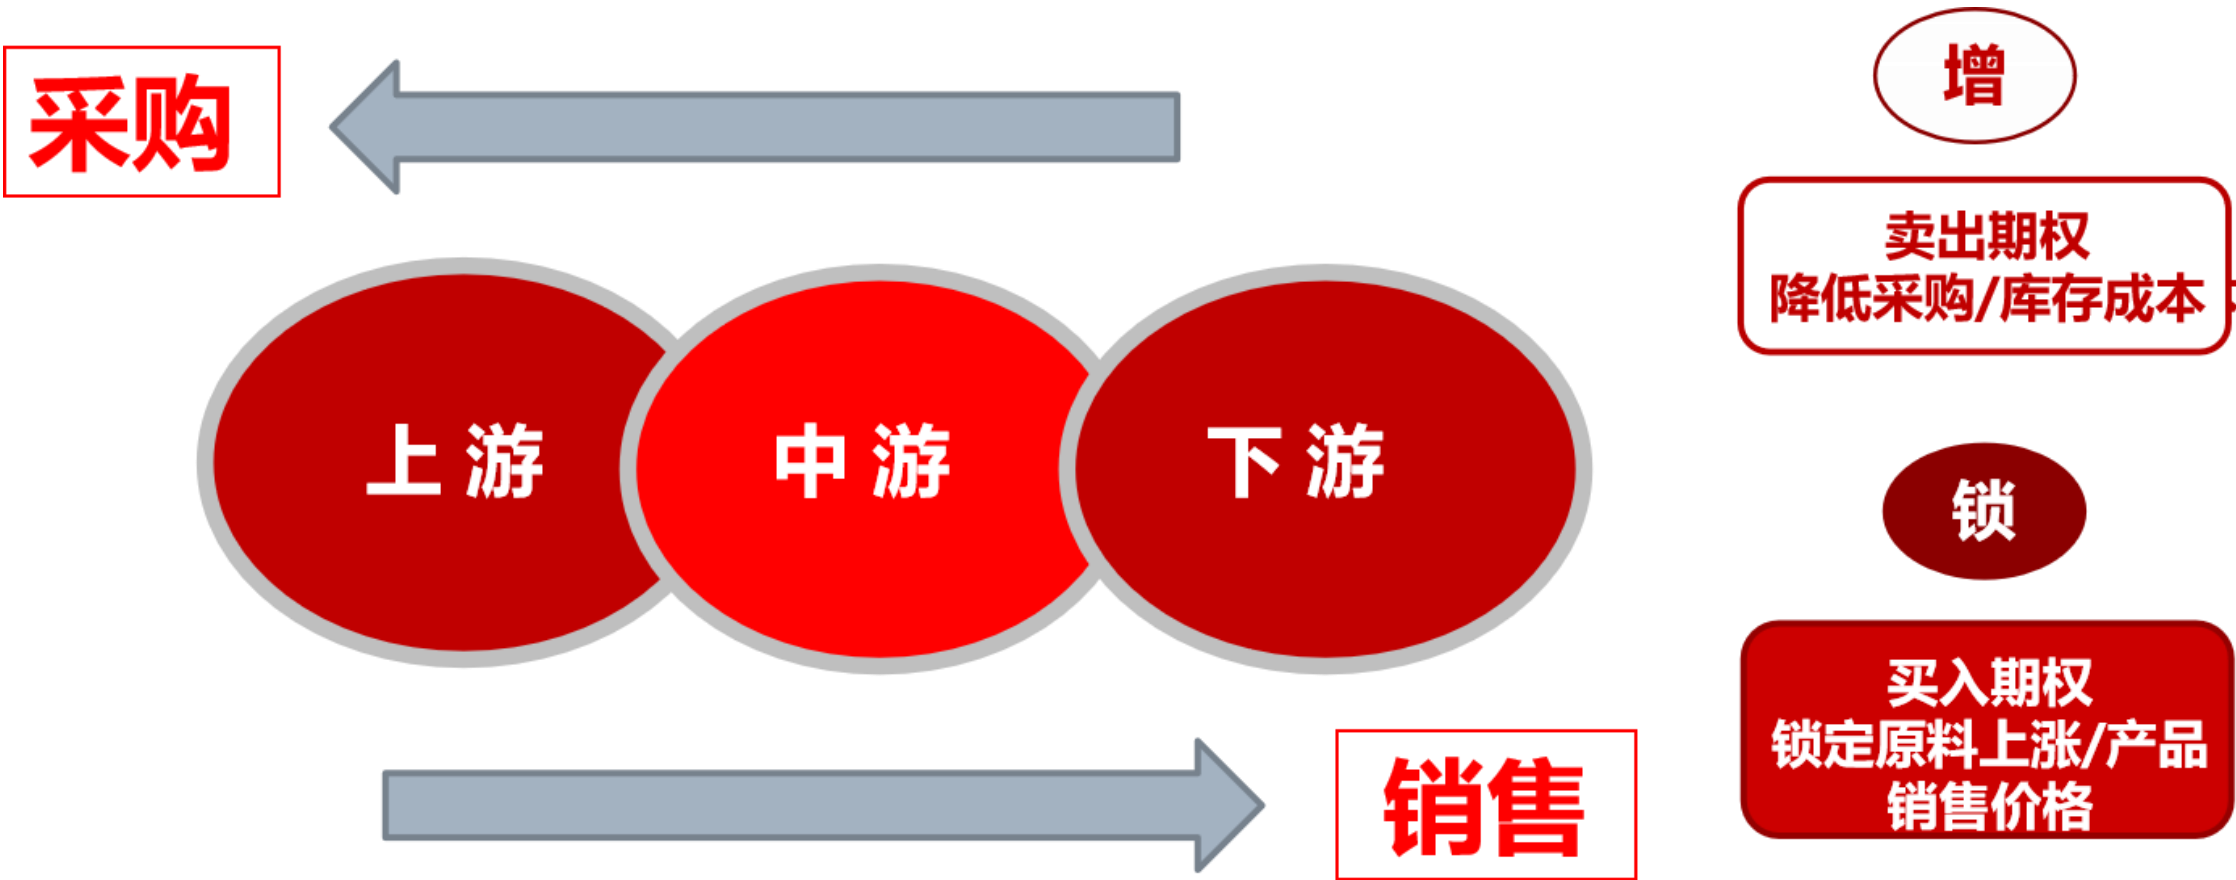 采购
增
卖出期权
降低采购/库存成本
上游
中游
下游
锁
买入期权
锁定原料上涨/产品
销售价格
销售